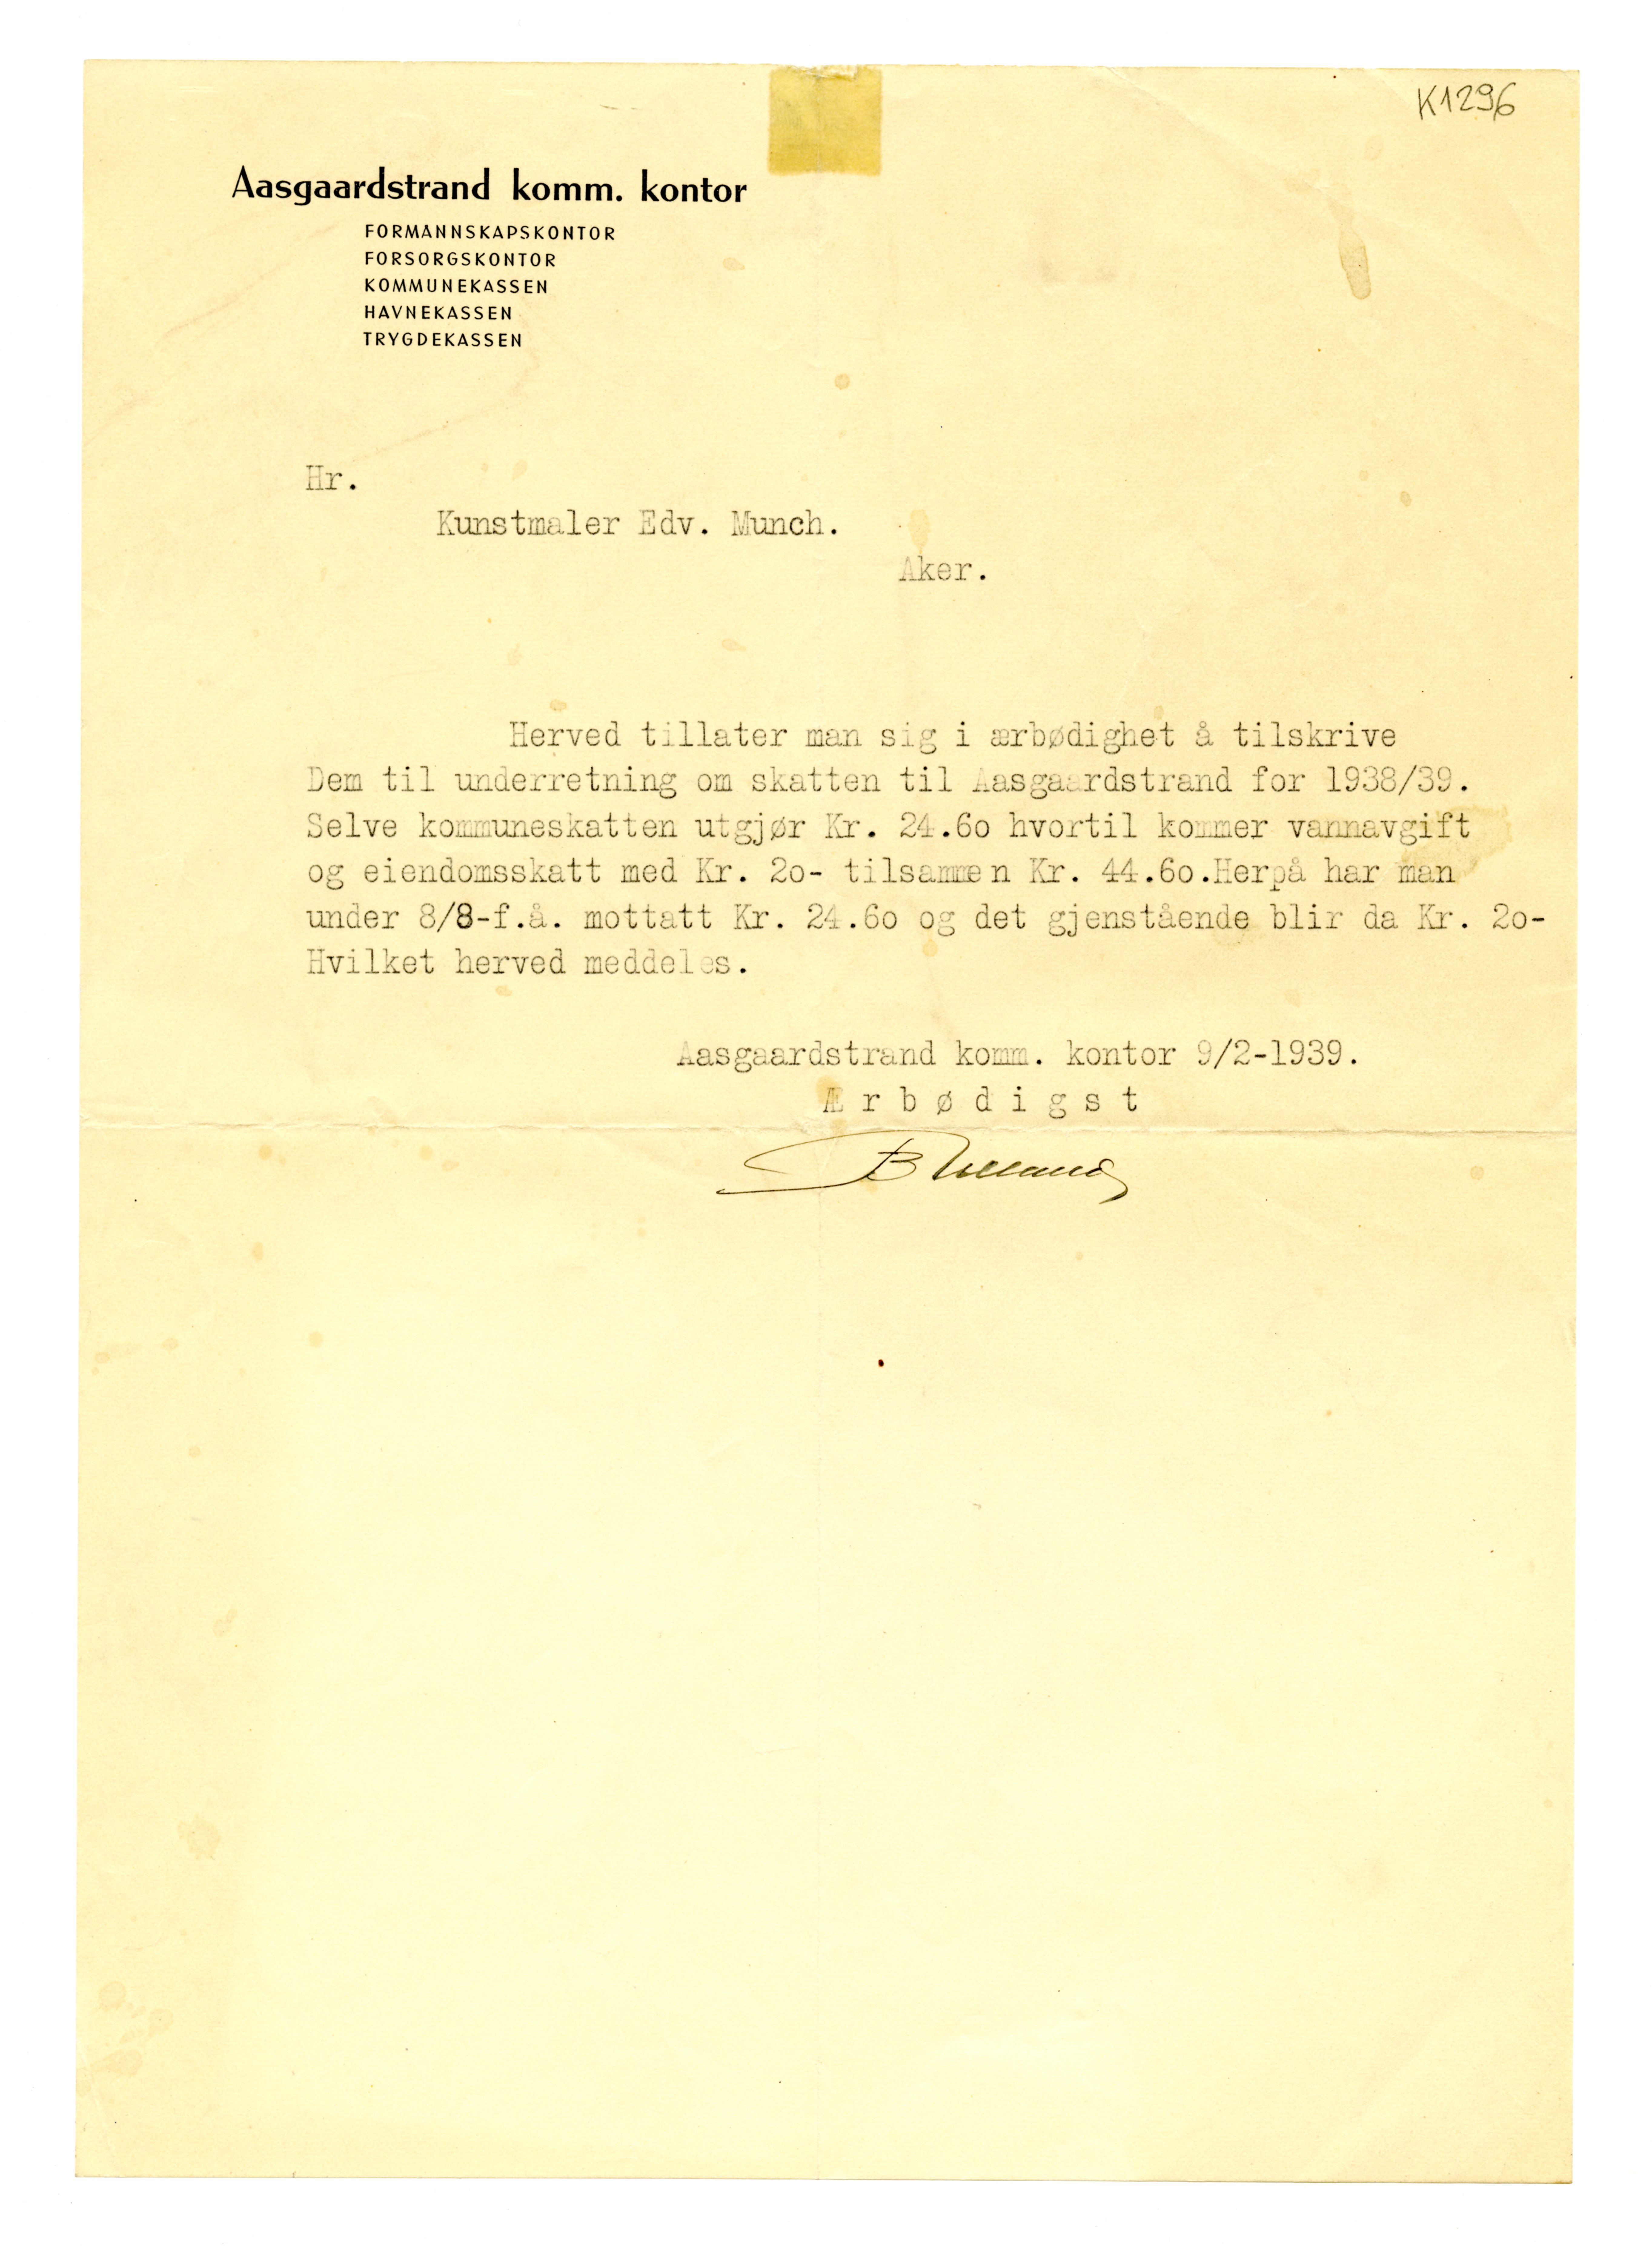 K1296
Aasgaardstrand komm. kontor
FORMANNSKAPSKONTOR
FORSORGSKONTOR
KOMMUNEKASSEN
HAVNEKASSEN
TRYGDEKASSEN
Hr.
Kunstmaler Edv. Munch.
Aker.
Herved tillater man sig i ærbødighet å tilskrive
Dem til underretning om skatten til Aasgaardstrand for 1938/39.
Selve kommuneskatten utgjør Kr. 24.6o hvortil kommer vannavgift
og eiendomsskatt med Kr. 2o- tilsammen Kr. 44.6o.Herpå har man
under 8/8-f.å. mottatt Kr. 24.6o og det gjenstående blir da Kr. 2o-
Hvilket herved meddeles.
Aasgaardstrand komm. kontor 9/2-1939.
Æ r b ø d i g s t